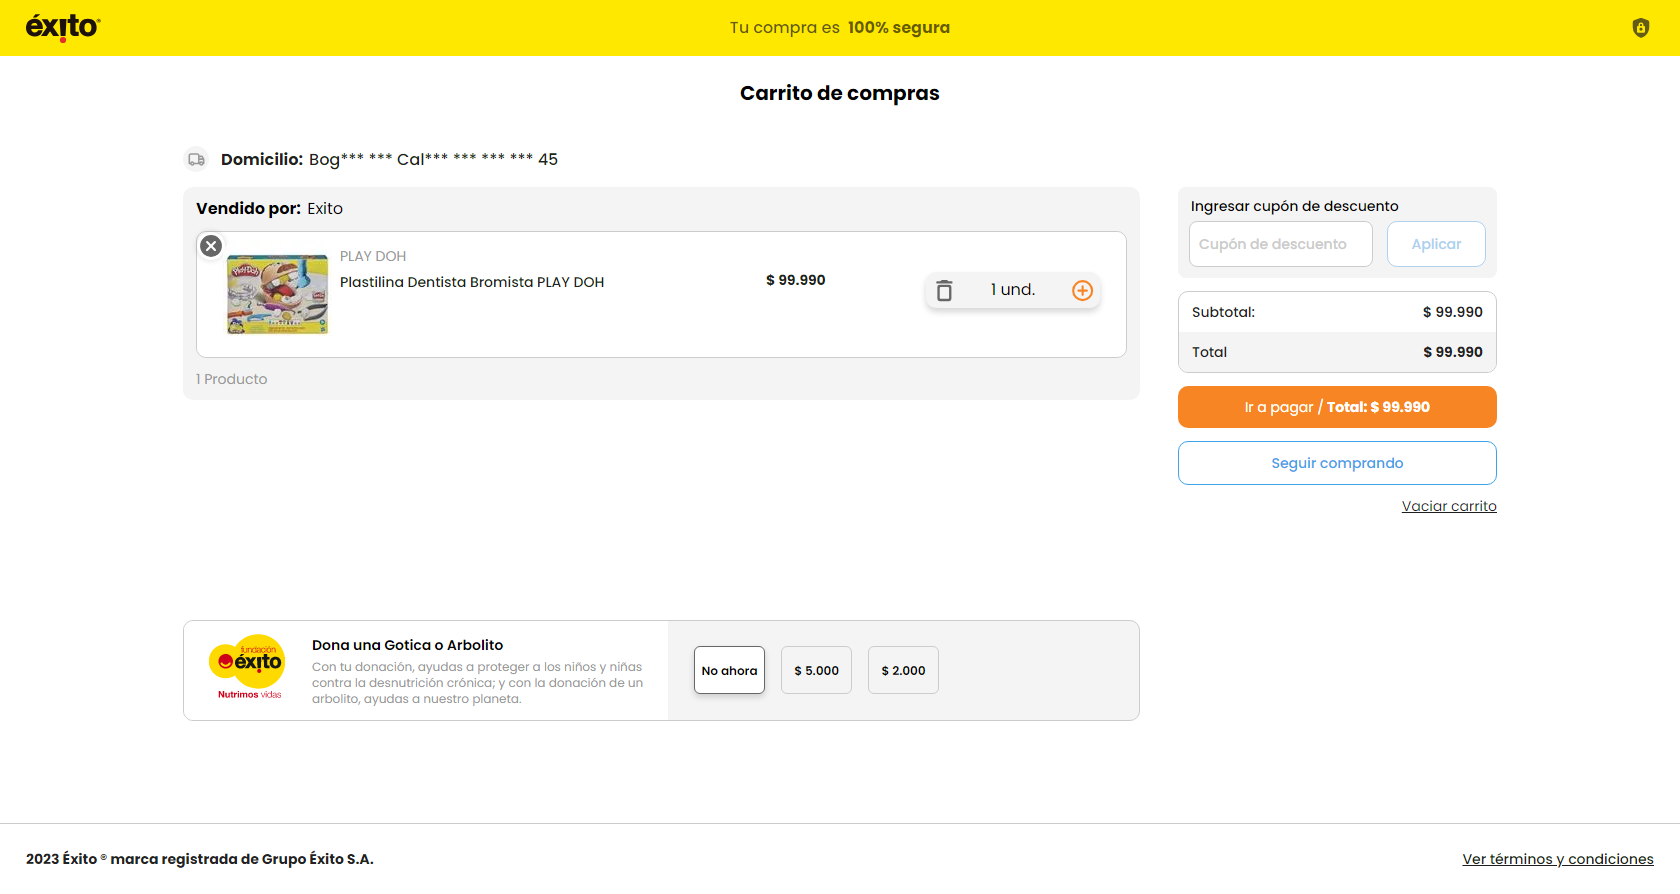 éxito
Tu compra es 100% segura
Carrito de compras
Domicilio: Bog*** *** Cal*** *** *** *** 45
Vendido por: Exito
PLAY DOH
Plastilina Dentista Bromista PLAY DOH
$ 99.990
1 und.
1 Producto
Ingresar cupón de descuento
Cupón de descuento
Aplicar
Subtotal: $ 99.990
Total $ 99.990
Ir a pagar / Total: $ 99.990
Seguir comprando
Vaciar carrito
fundación
éxito
Nutrimos vidas
Dona una Gotica o Arbolito
Con tu donación, ayudas a proteger a los niños y niñas
contra la desnutrición crónica; y con la donación de un
arbolito, ayudas a nuestro planeta.
No ahora
$ 5.000
$ 2.000
2023 Éxito ® marca registrada de Grupo Éxito S.A.
Ver términos y condiciones